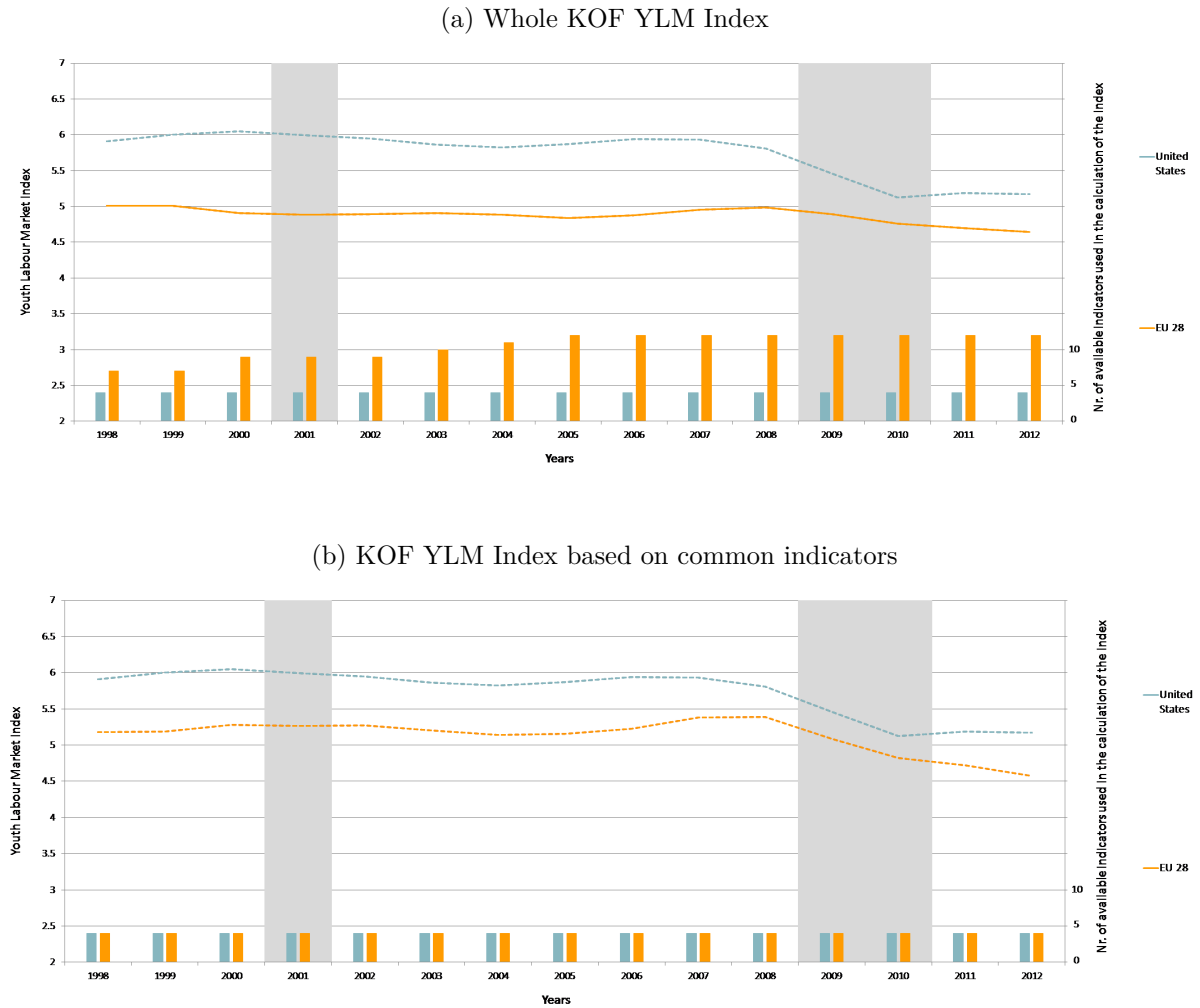 (a) Whole KOF YLM Index
7
6.5
6
5.5
5
4.5
4
3.5
3
2.5
2
Youth Labour Market Index
10
5
0
Nr. of available indicators used in the calculation of the Index
1998 1999 2000 2001 2002 2003 2004 2005 2006 2007 2008 2009 2010 2011 2012
Years
United
States
EU 28
(b) KOF YLM Index based on common indicators
7
6.5
6
5.5
5
4.5
4
3.5
3
2.5
2
Youth Labour Market Index
10
5
0
Nr. of available indicators used in the calculation of the Index
1998 1999 2000 2001 2002 2003 2004 2005 2006 2007 2008 2009 2010 2011 2012
Years
United
States
EU 28